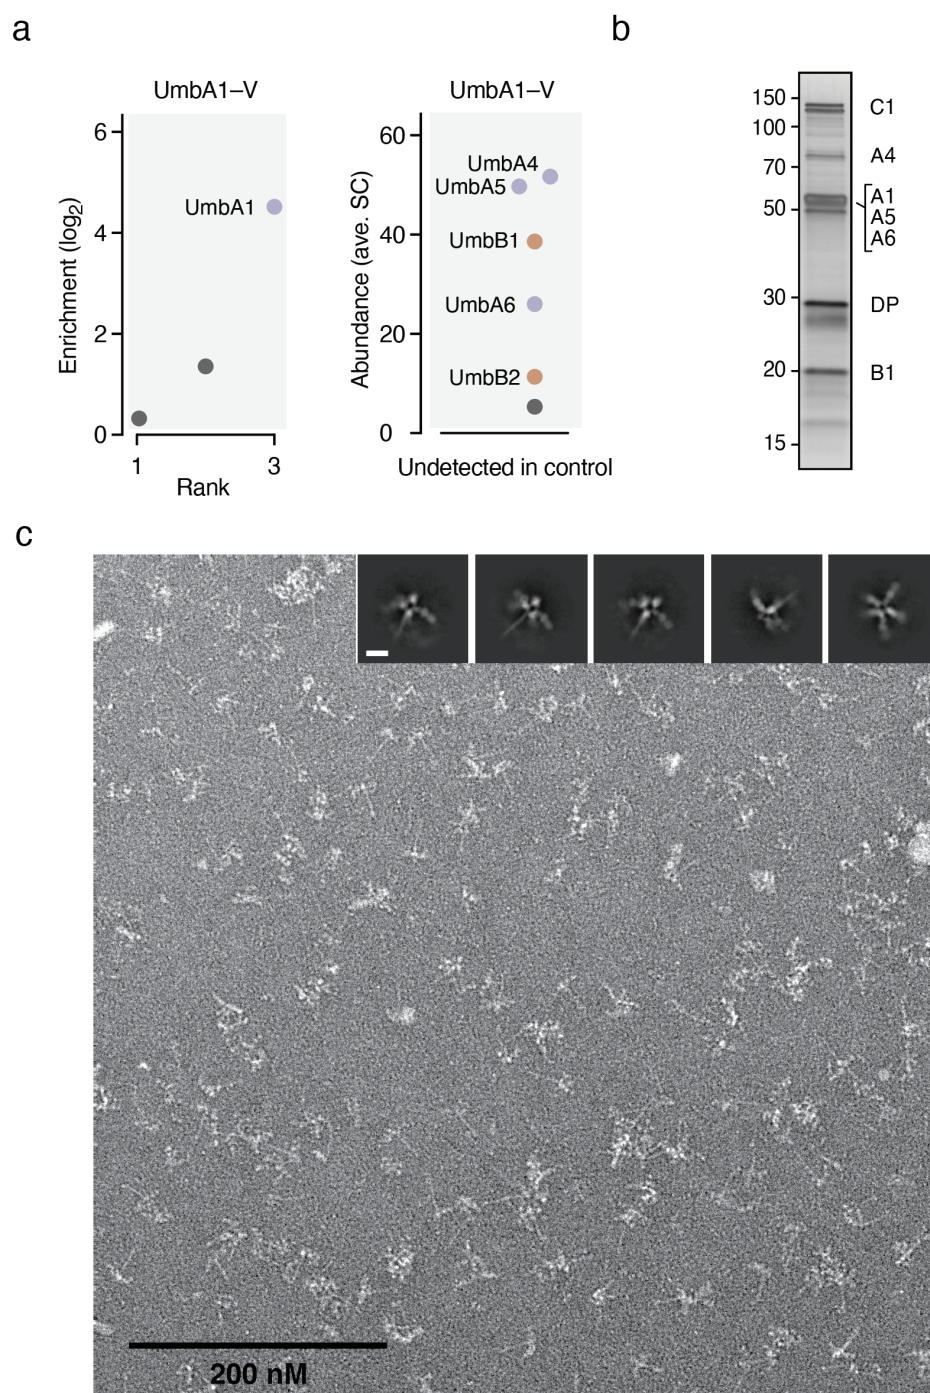 a
UmbA1–V
Enrichment (log2)
6
4
2
0
UmbA1
1
3
Rank
UmbA1–V
Abundance (ave. SC)
60
40
20
0
UmbA4
UmbA5
UmbB1
UmbA6
UmbB2
Undetected in control
b
150
100
70
50
30
20
15
C1
A4
A1
A5
A6
DP
B1
c
200 nM